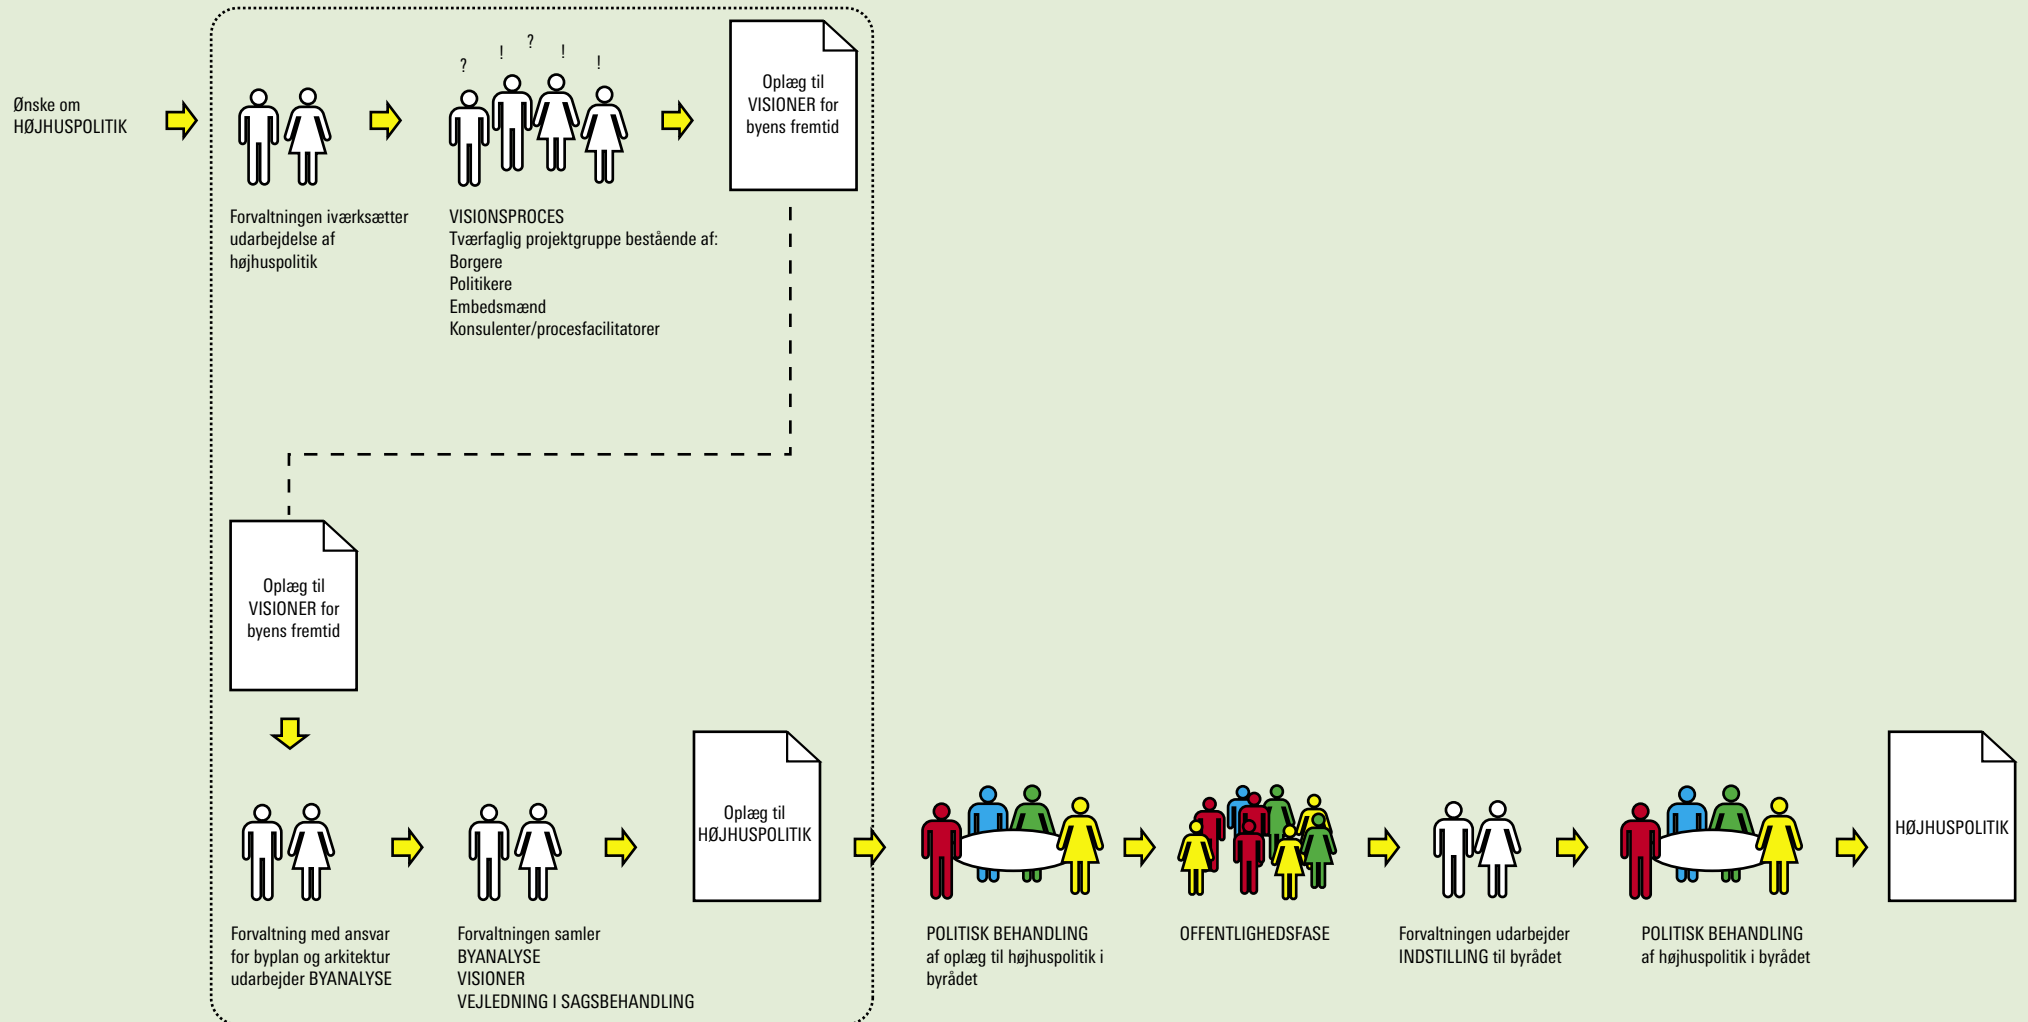 Ønske om
HØJHUSPOLITIK
Forvaltningen iværksætter
udarbejdelse af
højhuspolitik
? ! ? ! !
VISIONSPROCES
Tværfaglig projektgruppe bestående af:
Borgere
Politikere
Embedsmænd
Konsulenter/procesfacilitatorer
Oplæg til
VISIONER for
byens fremtid
Oplæg til
VISIONER for
byens fremtid
Forvaltning med ansvar
for byplan og arkitektur
udarbejder BYANALYSE
Forvaltningen samler
BYANALYSE
VISIONER
VEJLEDNING I SAGSBEHANDLING
Oplæg til
HØJHUSPOLITIK
POLITISK BEHANDLING
af oplæg til højhuspolitik i
byrådet
OFFENTLIGHEDSFASE
Forvaltningen udarbejder
INDSTILLING til byrådet
POLITISK BEHANDLING
af højhuspolitik i byrådet
HØJHUSPOLITIK